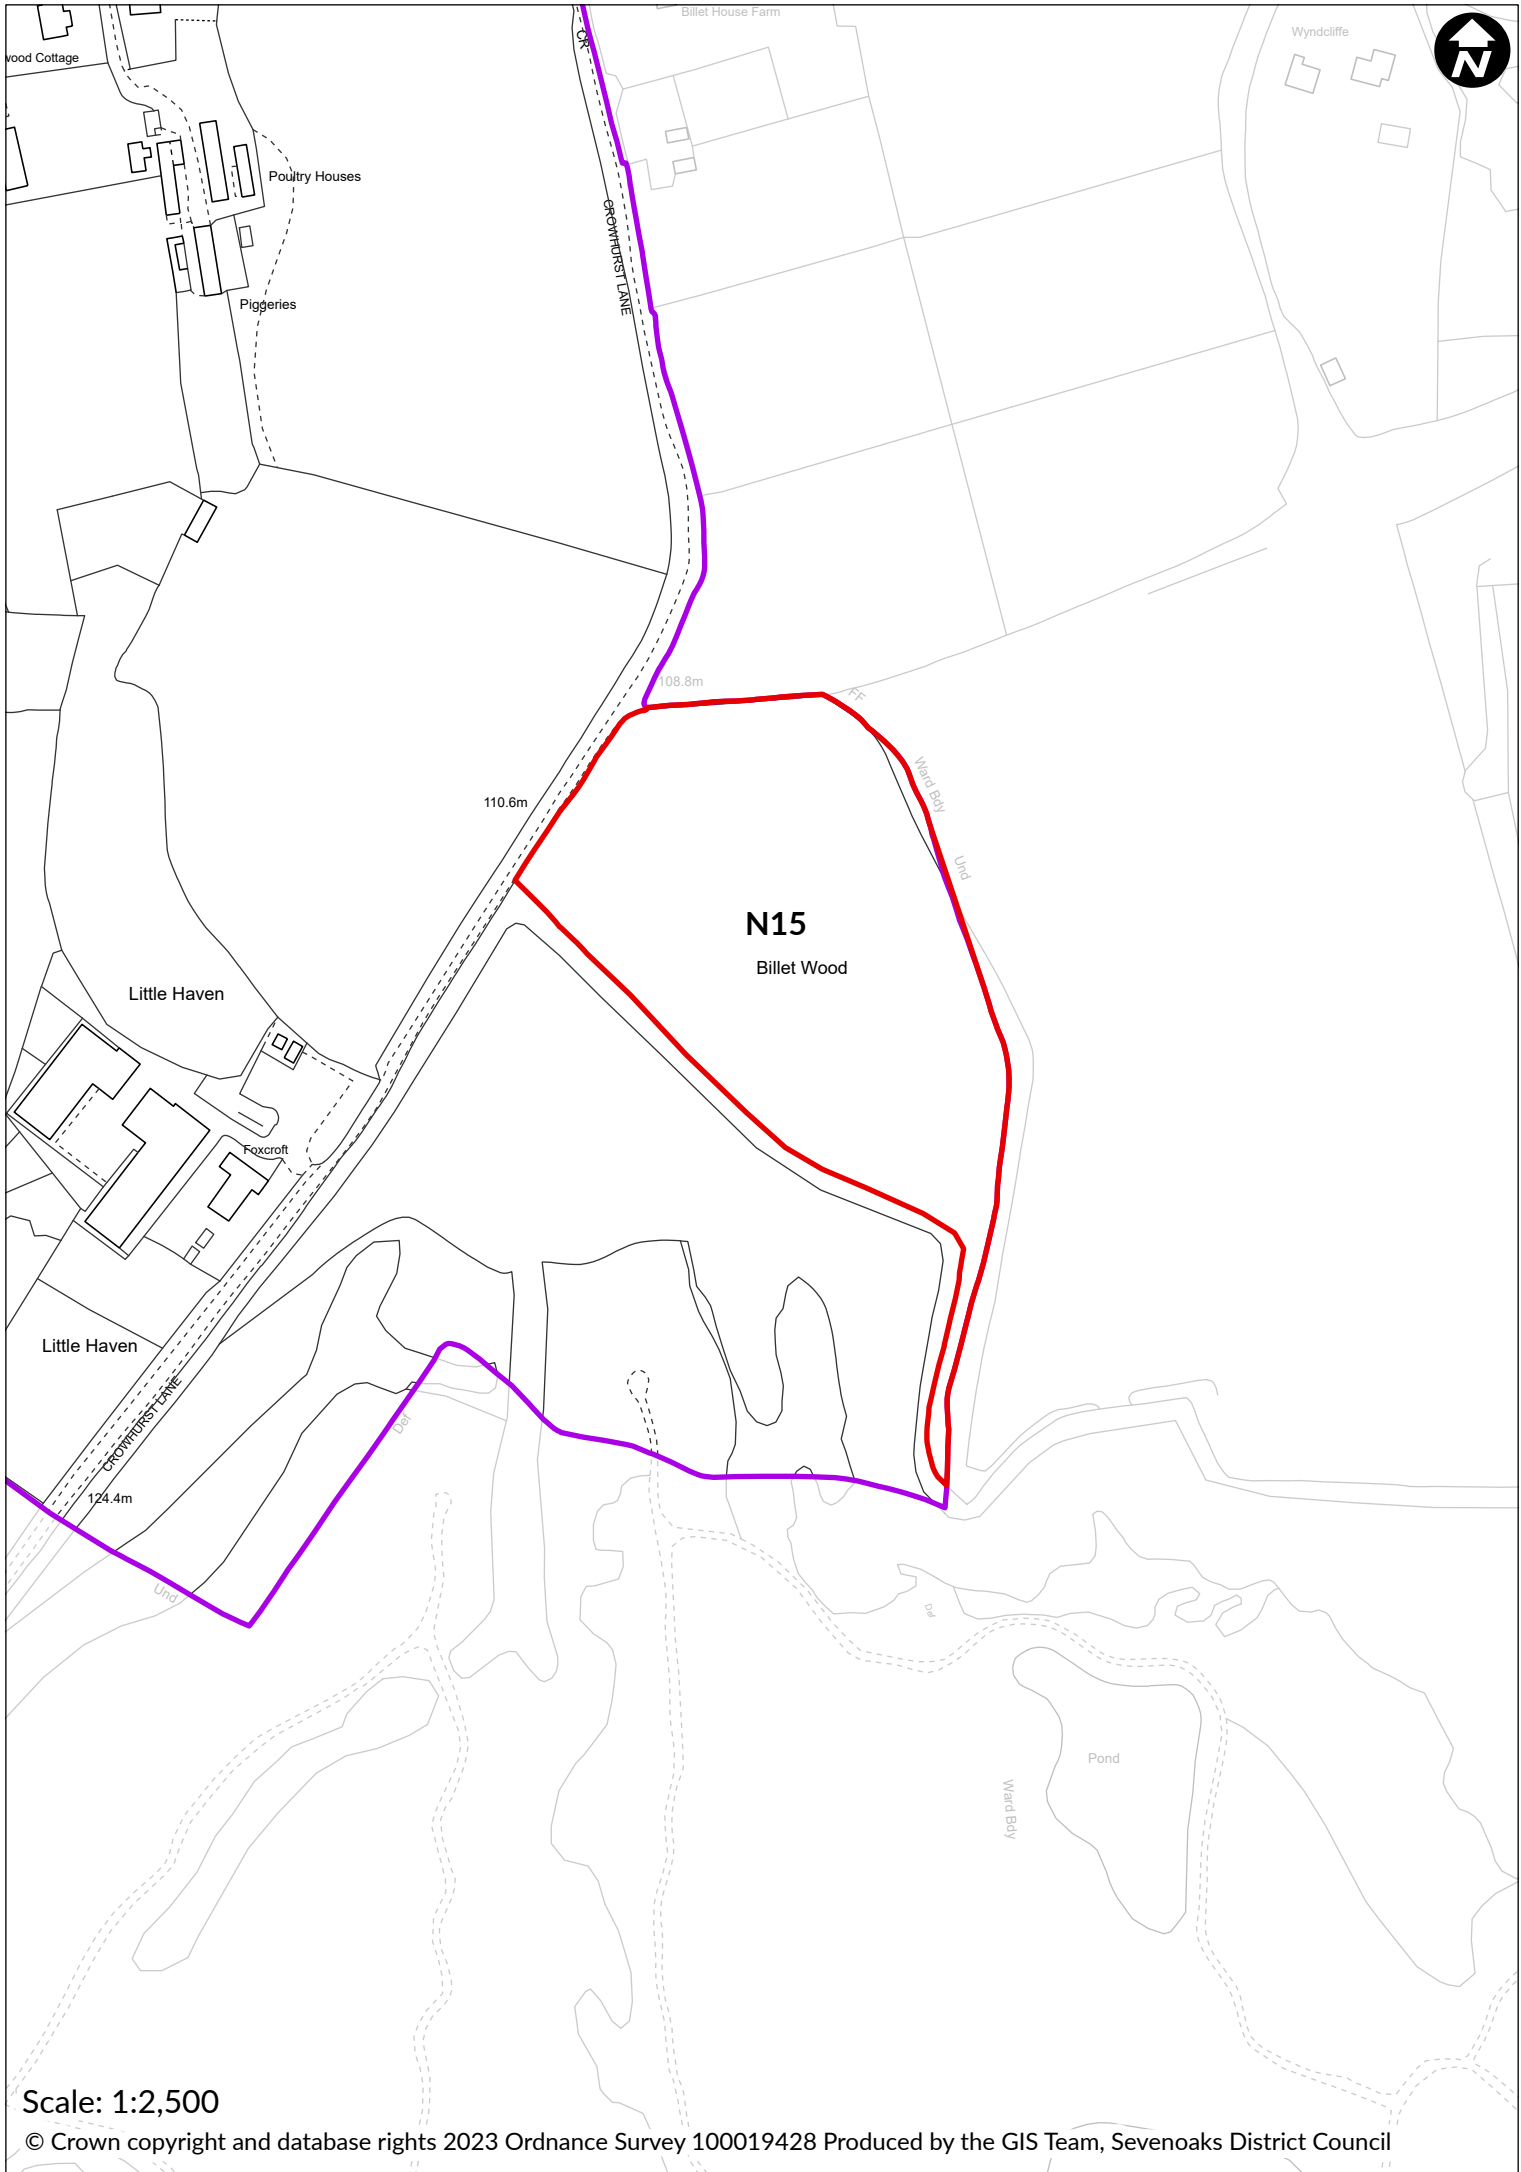 Billet House Farm
Wyndcliffe
N
CR
wood Cottage
Poultry Houses
CROWHURST LANE
Piggeries
108.8m
FF
Ward Bdy
110.6m
Und
N15
Billet Wood
Little Haven
Foxcroft
Little Haven
CROWHURST LANE
Def
124.4m
Und
Def
Pond
Ward Bdy
Scale: 1:2,500
© Crown copyright and database rights 2023 Ordnance Survey 100019428 Produced by the GIS Team, Sevenoaks District Council